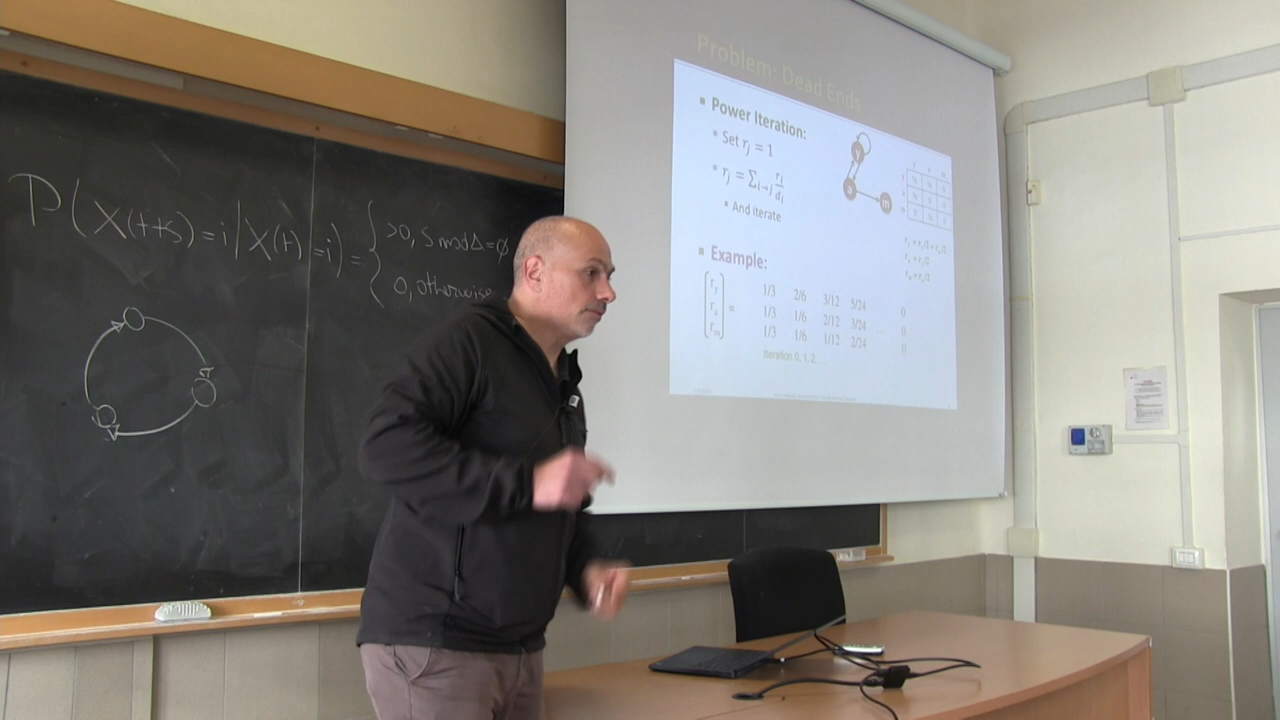 P(X(t+s)=i/X(t)=i)= { >0, S mod Δ=∅
0, otherwise
Problem: Dead Ends
▪ Power Iteration:
▪ Set r_j = 1
▪ r_j = ∑_{i→j} r_i/d_i
▪ And iterate
y
a
m
▪ Example:
r_y 1/3 2/6 3/12 5/24 0
r_a = 1/3 1/6 2/12 3/24 ... 0
r_m 1/3 1/6 1/12 2/24 0
Iteration 0, 1, 2,